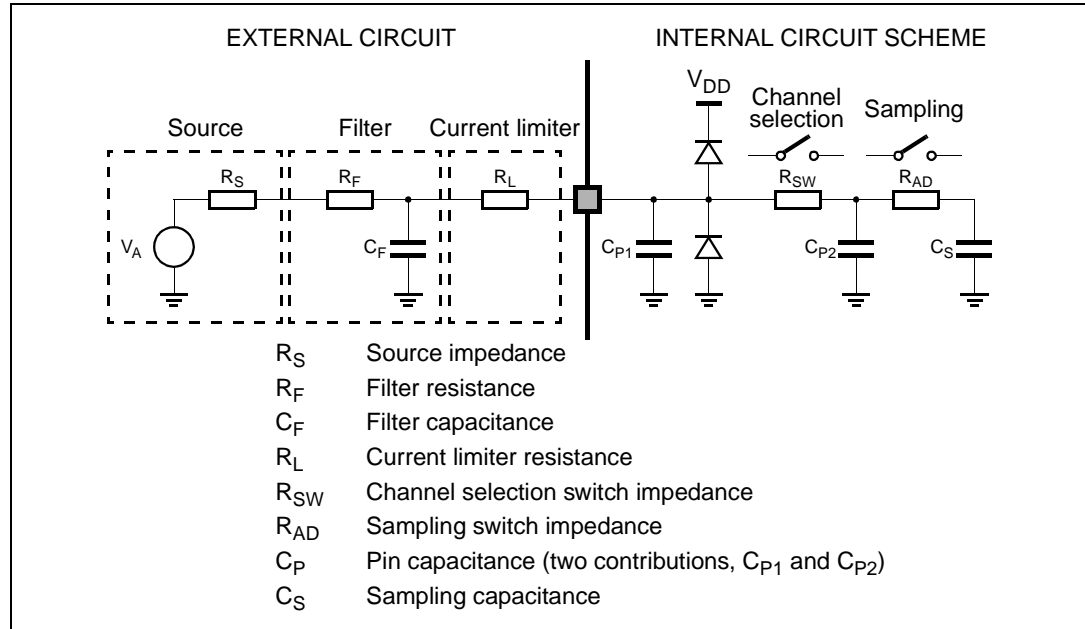 EXTERNAL CIRCUIT
INTERNAL CIRCUIT SCHEME
VDD
Channel
selection
Sampling
Source
Filter
Current limiter
RS
RF
RL
RSW
RAD
VA
CF
CP1
CP2
CS
RS Source impedance
RF Filter resistance
CF Filter capacitance
RL Current limiter resistance
RSW Channel selection switch impedance
RAD Sampling switch impedance
CP Pin capacitance (two contributions, CP1 and CP2)
CS Sampling capacitance